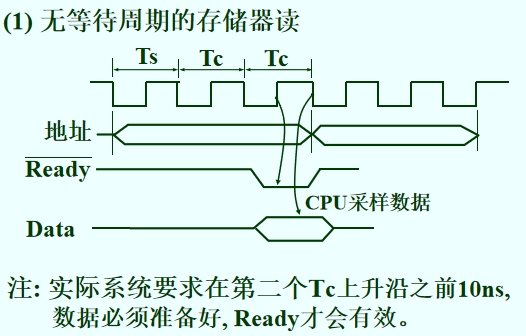 (1) 无等待周期的存储器读
Ts Tc Tc
地址
Ready
CPU采样数据
Data
注: 实际系统要求在第二个Tc上升沿之前10ns,
数据必须准备好, Ready才会有效。